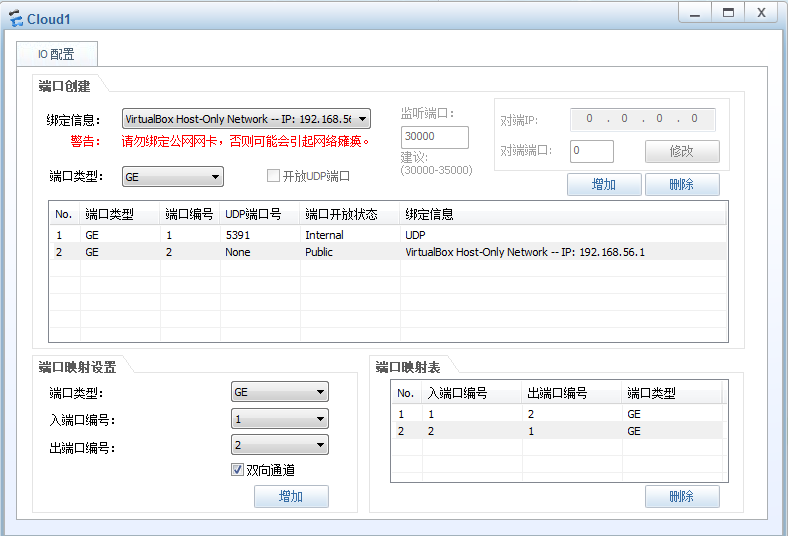 Cloud1
IO 配置
端口创建
绑定信息： VirtualBox Host-Only Network -- IP: 192.168.56
警告： 请勿绑定公网网卡，否则可能会引起网络瘫痪。
端口类型： GE 开放UDP端口
监听端口：
30000
建议:
(30000-35000)
对端IP: 0 . 0 . 0 . 0
对端端口: 0 修改
增加 删除
No. 端口类型 端口编号 UDP端口号 端口开放状态 绑定信息
1 GE 1 5391 Internal UDP
2 GE 2 None Public VirtualBox Host-Only Network -- IP: 192.168.56.1
端口映射设置
端口类型： GE
入端口编号： 1
出端口编号： 2
双向通道
增加
端口映射表
No. 入端口编号 出端口编号 端口类型
1 1 2 GE
2 2 1 GE
删除